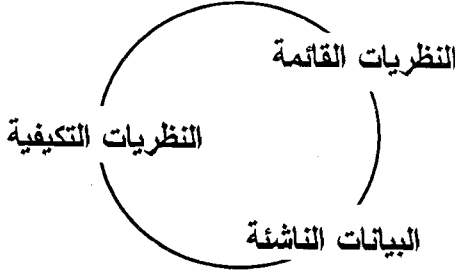 النظريات القائمة
النظريات التكيفية
البيانات الناشئة